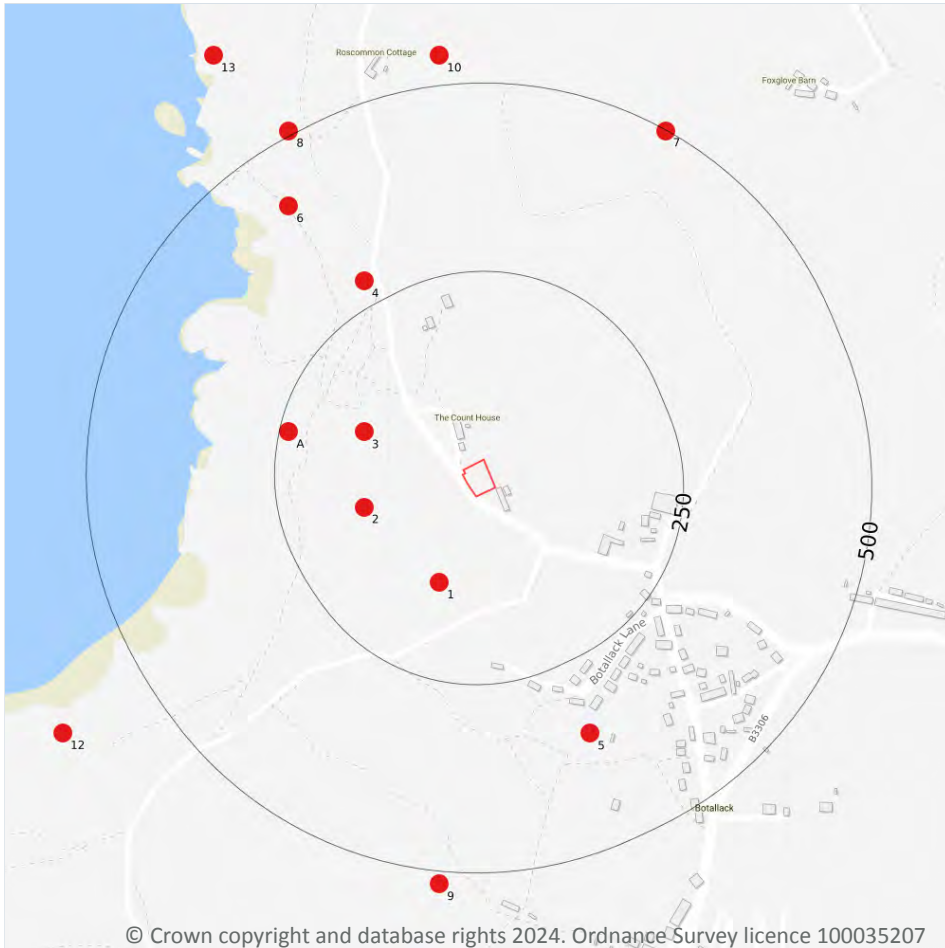 13
Roscommon Cottage
10
Foxglove Barn
8
7
6
4
The Count House
A
3
2
250
500
1
Botallack Lane
12
5
B3306
Botallack
9
© Crown copyright and database rights 2024. Ordnance Survey licence 100035207